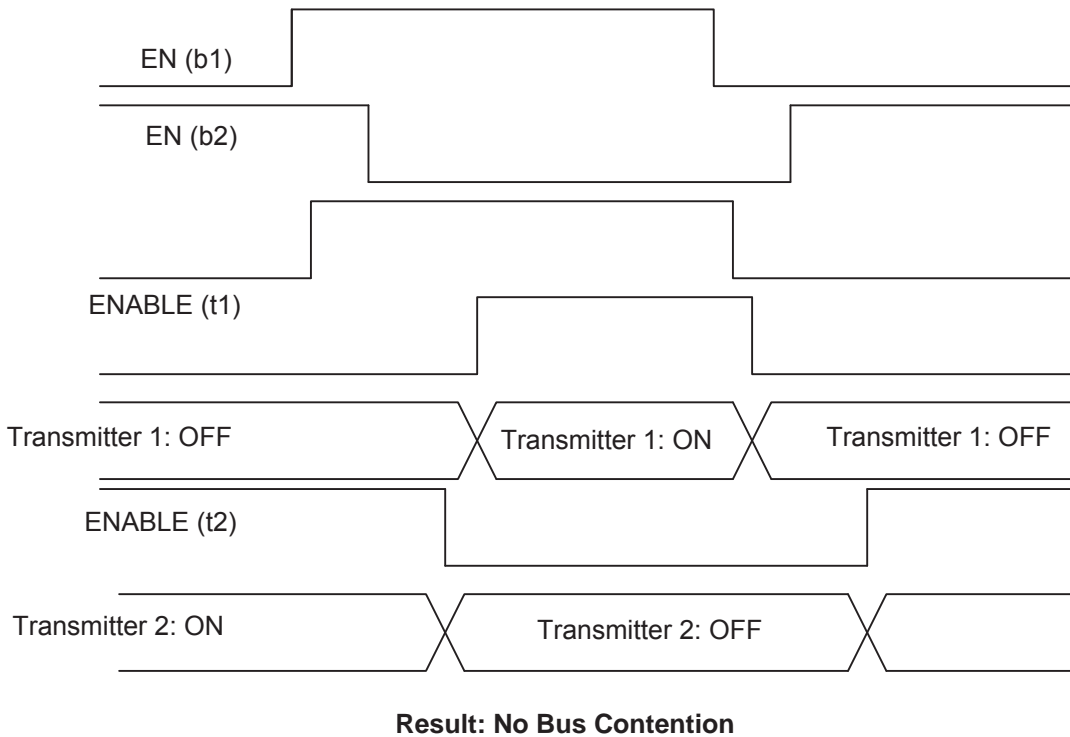 EN (b1)
EN (b2)
ENABLE (t1)
Transmitter 1: OFF
Transmitter 1: ON
Transmitter 1: OFF
ENABLE (t2)
Transmitter 2: ON
Transmitter 2: OFF
Result: No Bus Contention